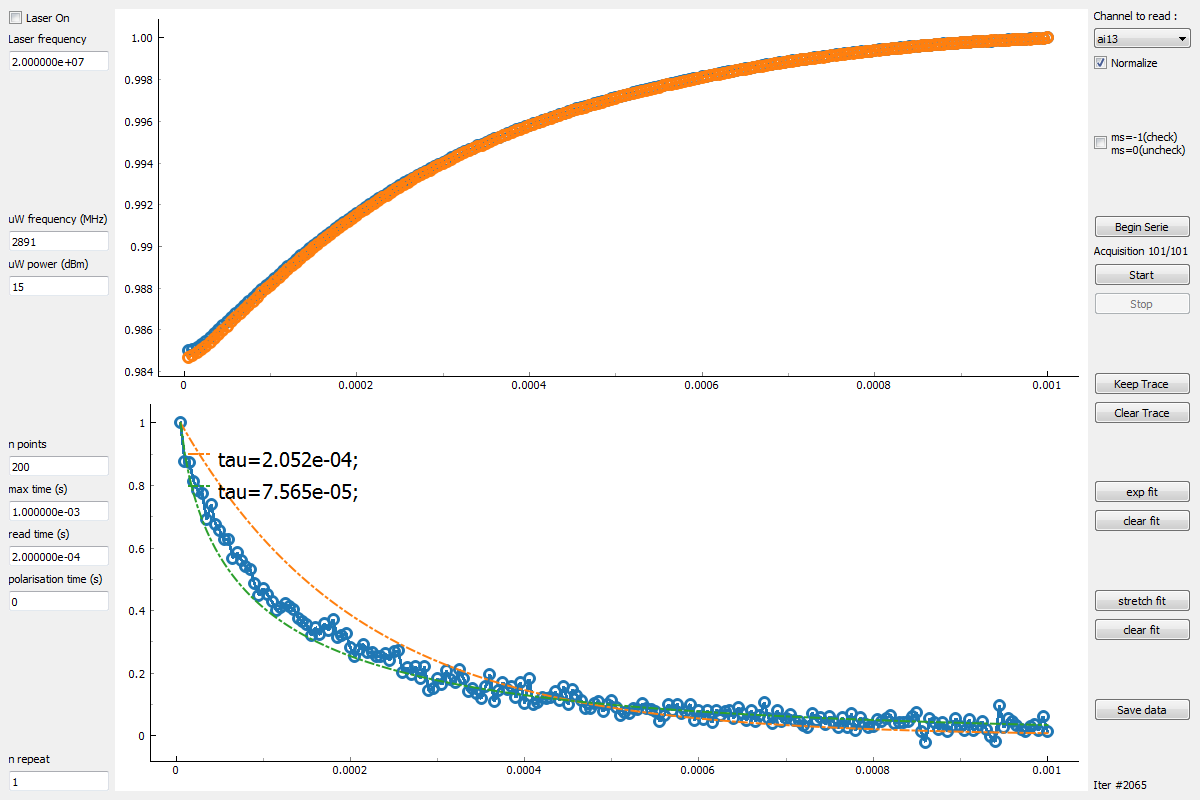 Laser On
Laser frequency
2.000000e+07
uW frequency (MHz)
2891
uW power (dBm)
15
n points
200
max time (s)
1.000000e-03
read time (s)
2.000000e-04
polarisation time (s)
0
n repeat
1
1.00
0.998
0.996
0.994
0.992
0.99
0.988
0.986
0.984
0
0.0002
0.0004
0.0006
0.0008
0.001
1
0.8
0.6
0.4
0.2
0
tau=2.052e-04;
tau=7.565e-05;
0
0.0002
0.0004
0.0006
0.0008
0.001
Channel to read :
ai13
Normalize
ms=-1(check)
ms=0(uncheck)
Begin Serie
Acquisition 101/101
Start
Stop
Keep Trace
Clear Trace
exp fit
clear fit
stretch fit
clear fit
Save data
Iter #2065